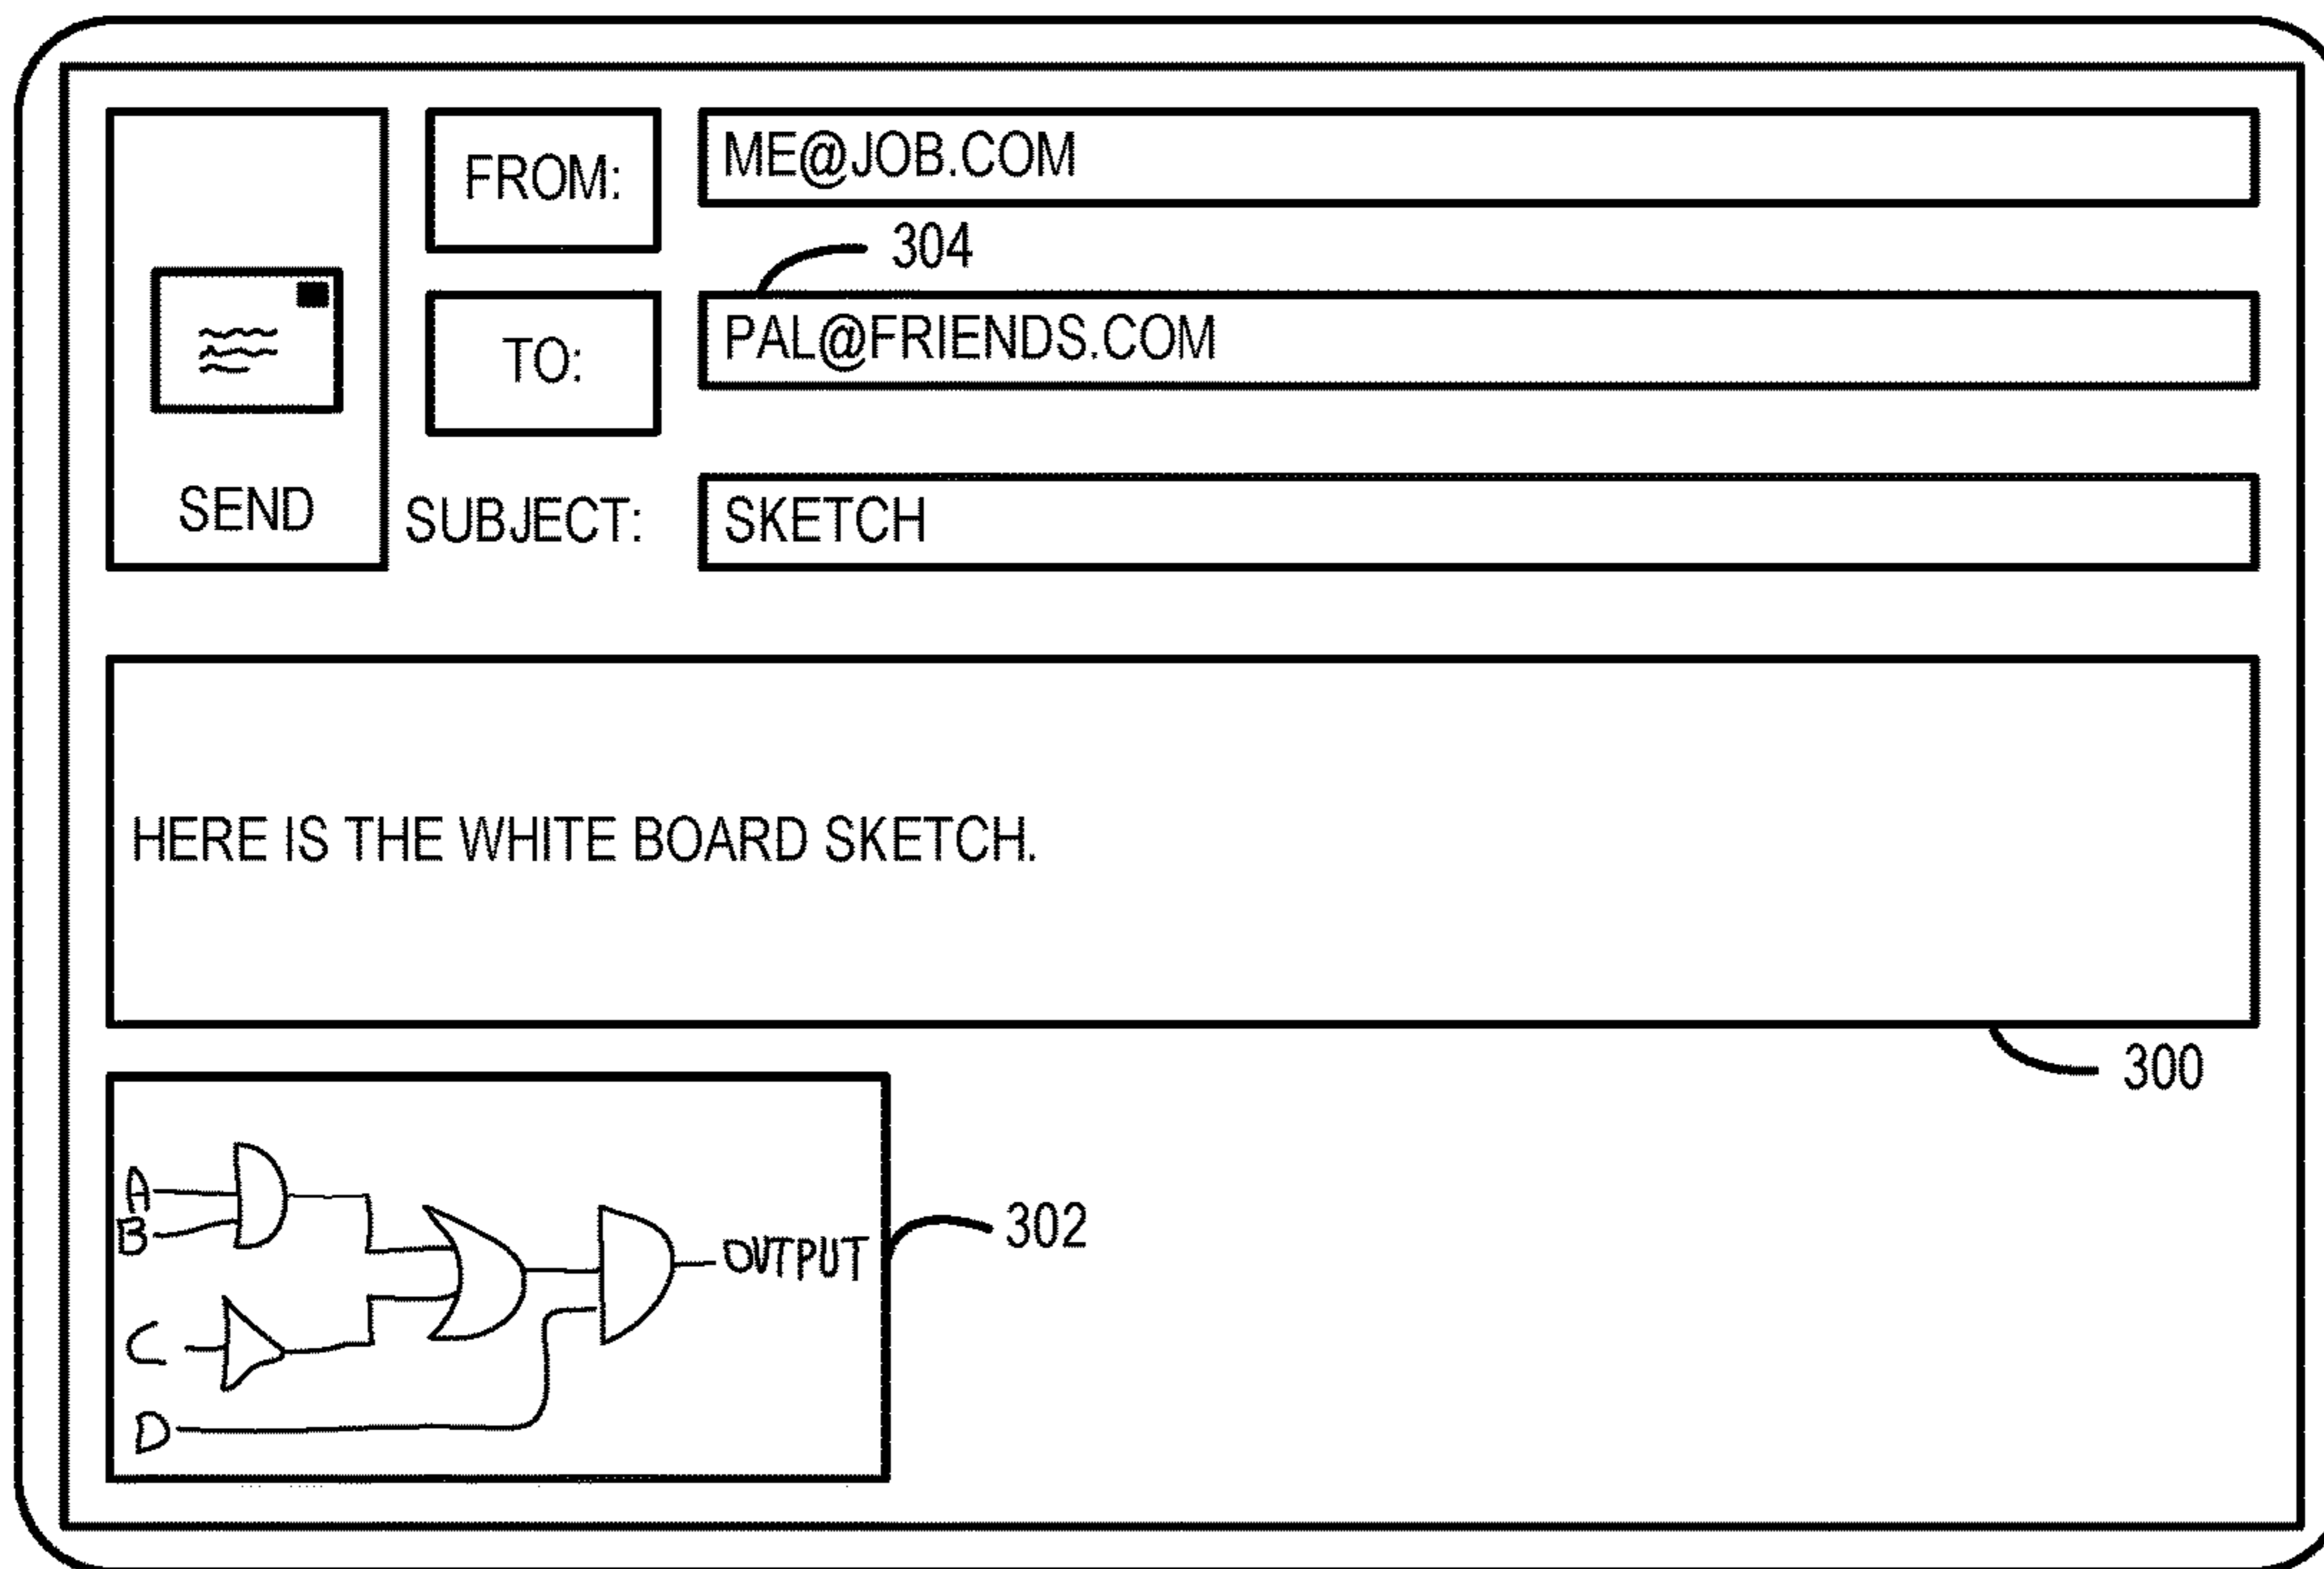 FROM: ME@JOB.COM
304
TO: PAL@FRIENDS.COM
SEND
SUBJECT: SKETCH
HERE IS THE WHITE BOARD SKETCH.
300
A
B
OUTPUT
302
C
D